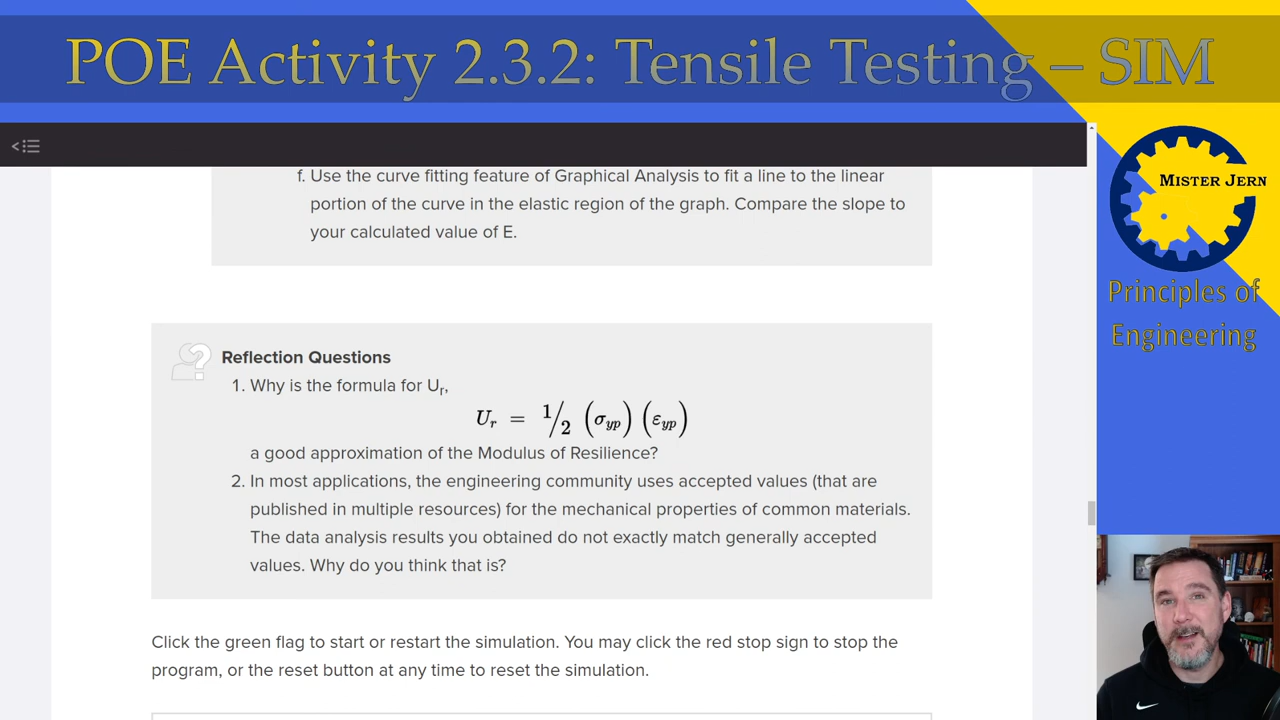 POE Activity 2.3.2: Tensile Testing – SIM
MISTER JERN
Principles of
Engineering
f. Use the curve fitting feature of Graphical Analysis to fit a line to the linear
portion of the curve in the elastic region of the graph. Compare the slope to
your calculated value of E.
Reflection Questions
1. Why is the formula for Uᵣ,
Uᵣ = 1/2 (σyp) (εyp)
a good approximation of the Modulus of Resilience?
2. In most applications, the engineering community uses accepted values (that are
published in multiple resources) for the mechanical properties of common materials.
The data analysis results you obtained do not exactly match generally accepted
values. Why do you think that is?
Click the green flag to start or restart the simulation. You may click the red stop sign to stop the
program, or the reset button at any time to reset the simulation.